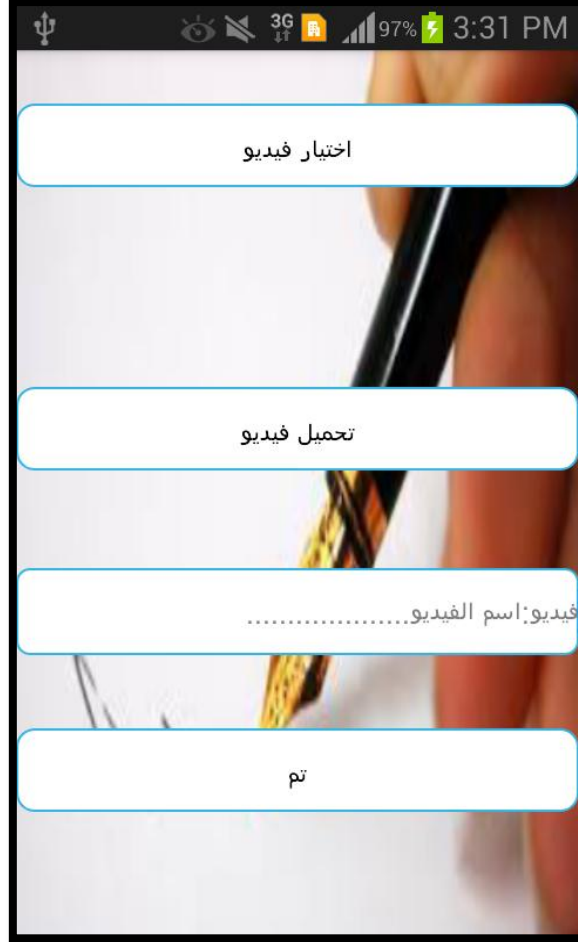 3G 97% 3:31 PM
اختيار فيديو
تحميل فيديو
فيديو:اسم الفيديو....................
تم